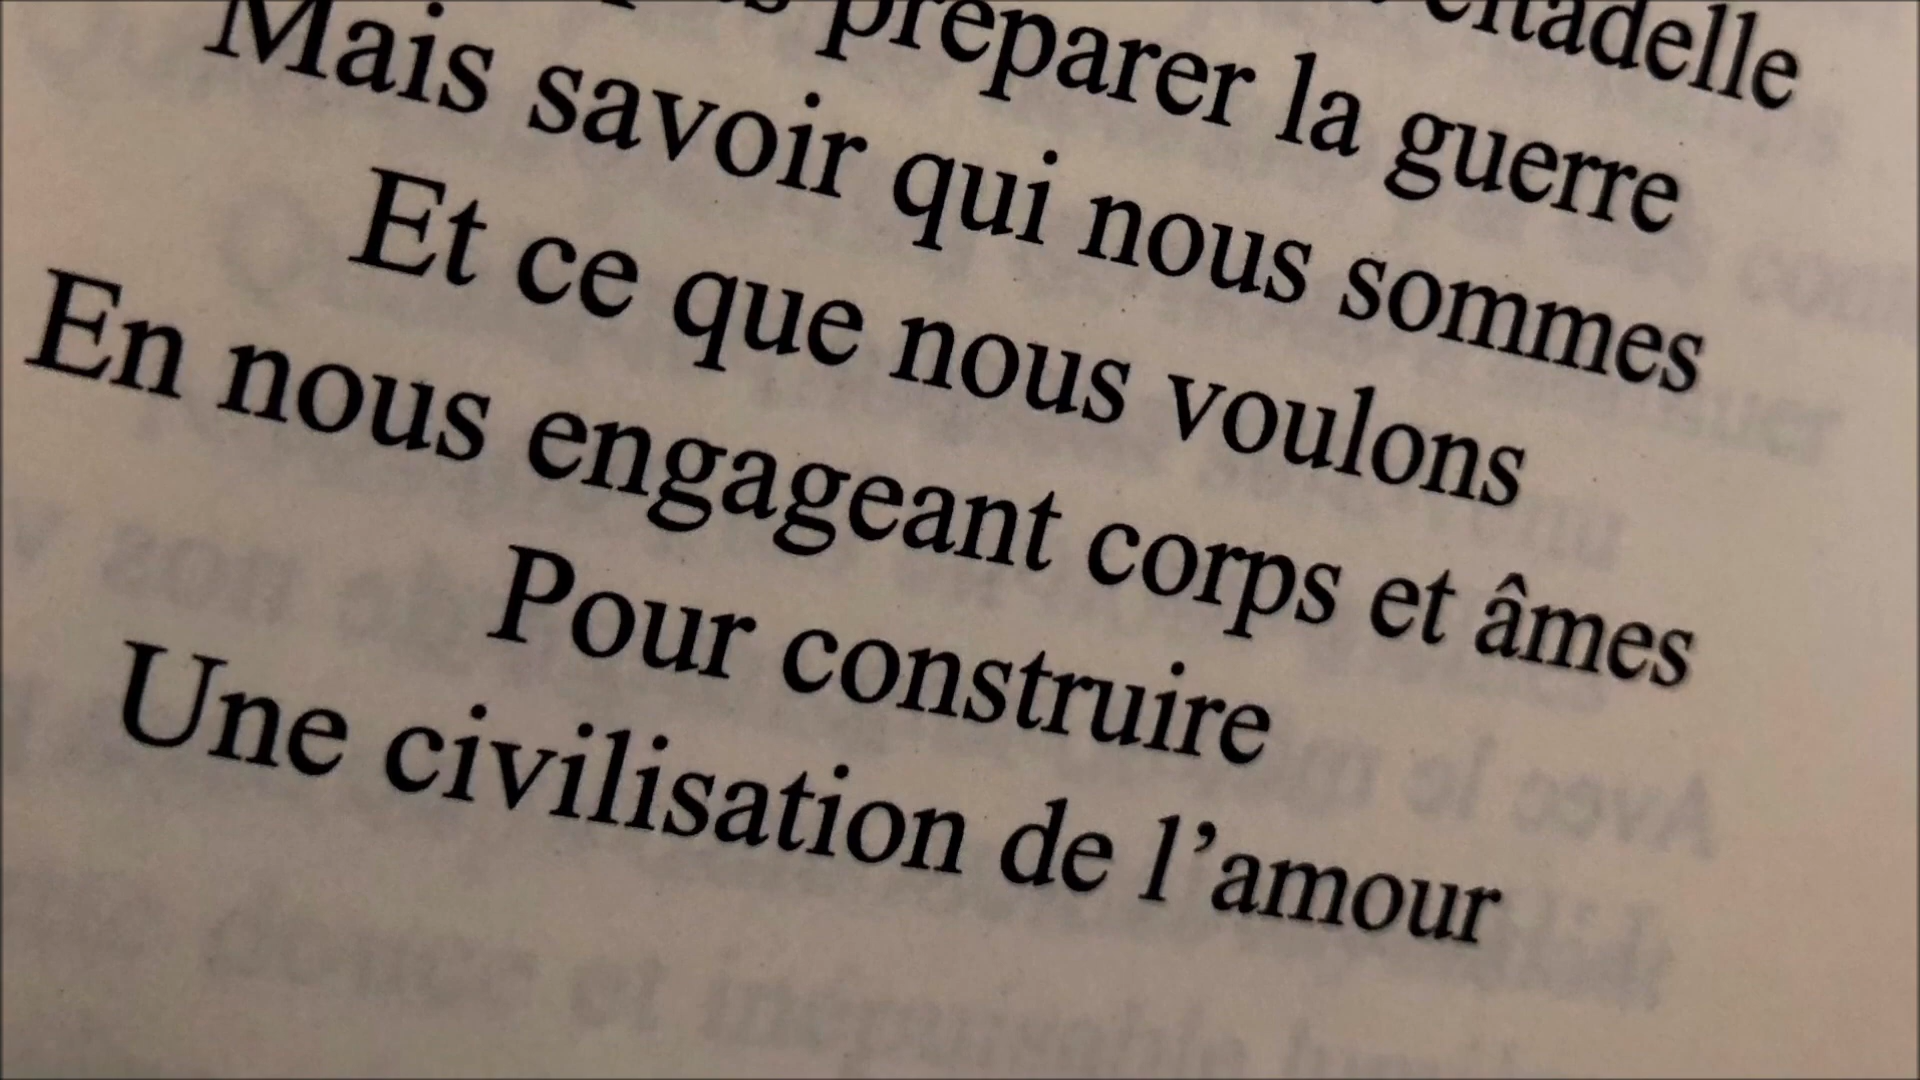 citadelle
préparer la guerre
Mais savoir qui nous sommes
Et ce que nous voulons
En nous engageant corps et âmes
Pour construire
Une civilisation de l’amour